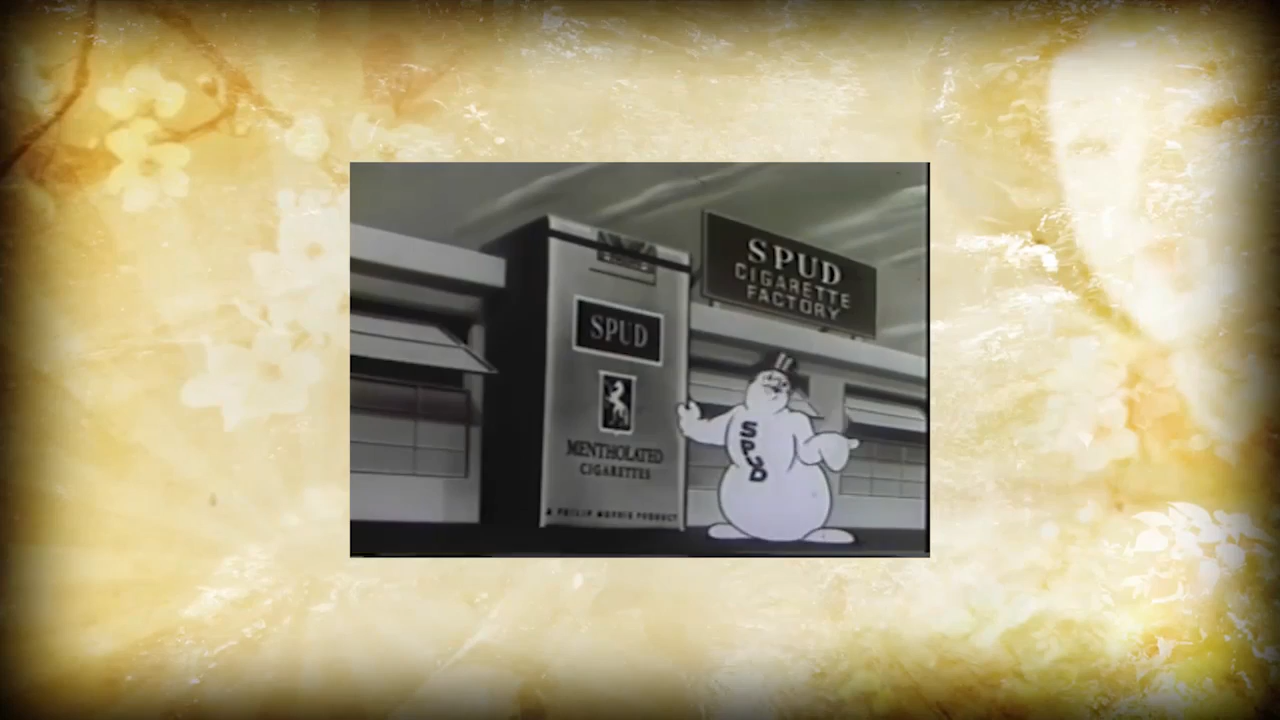 SPUD
MENTHOLATED
CIGARETTES
A PHILIP MORRIS PRODUCT
SPUD
CIGARETTE
FACTORY
SPUD